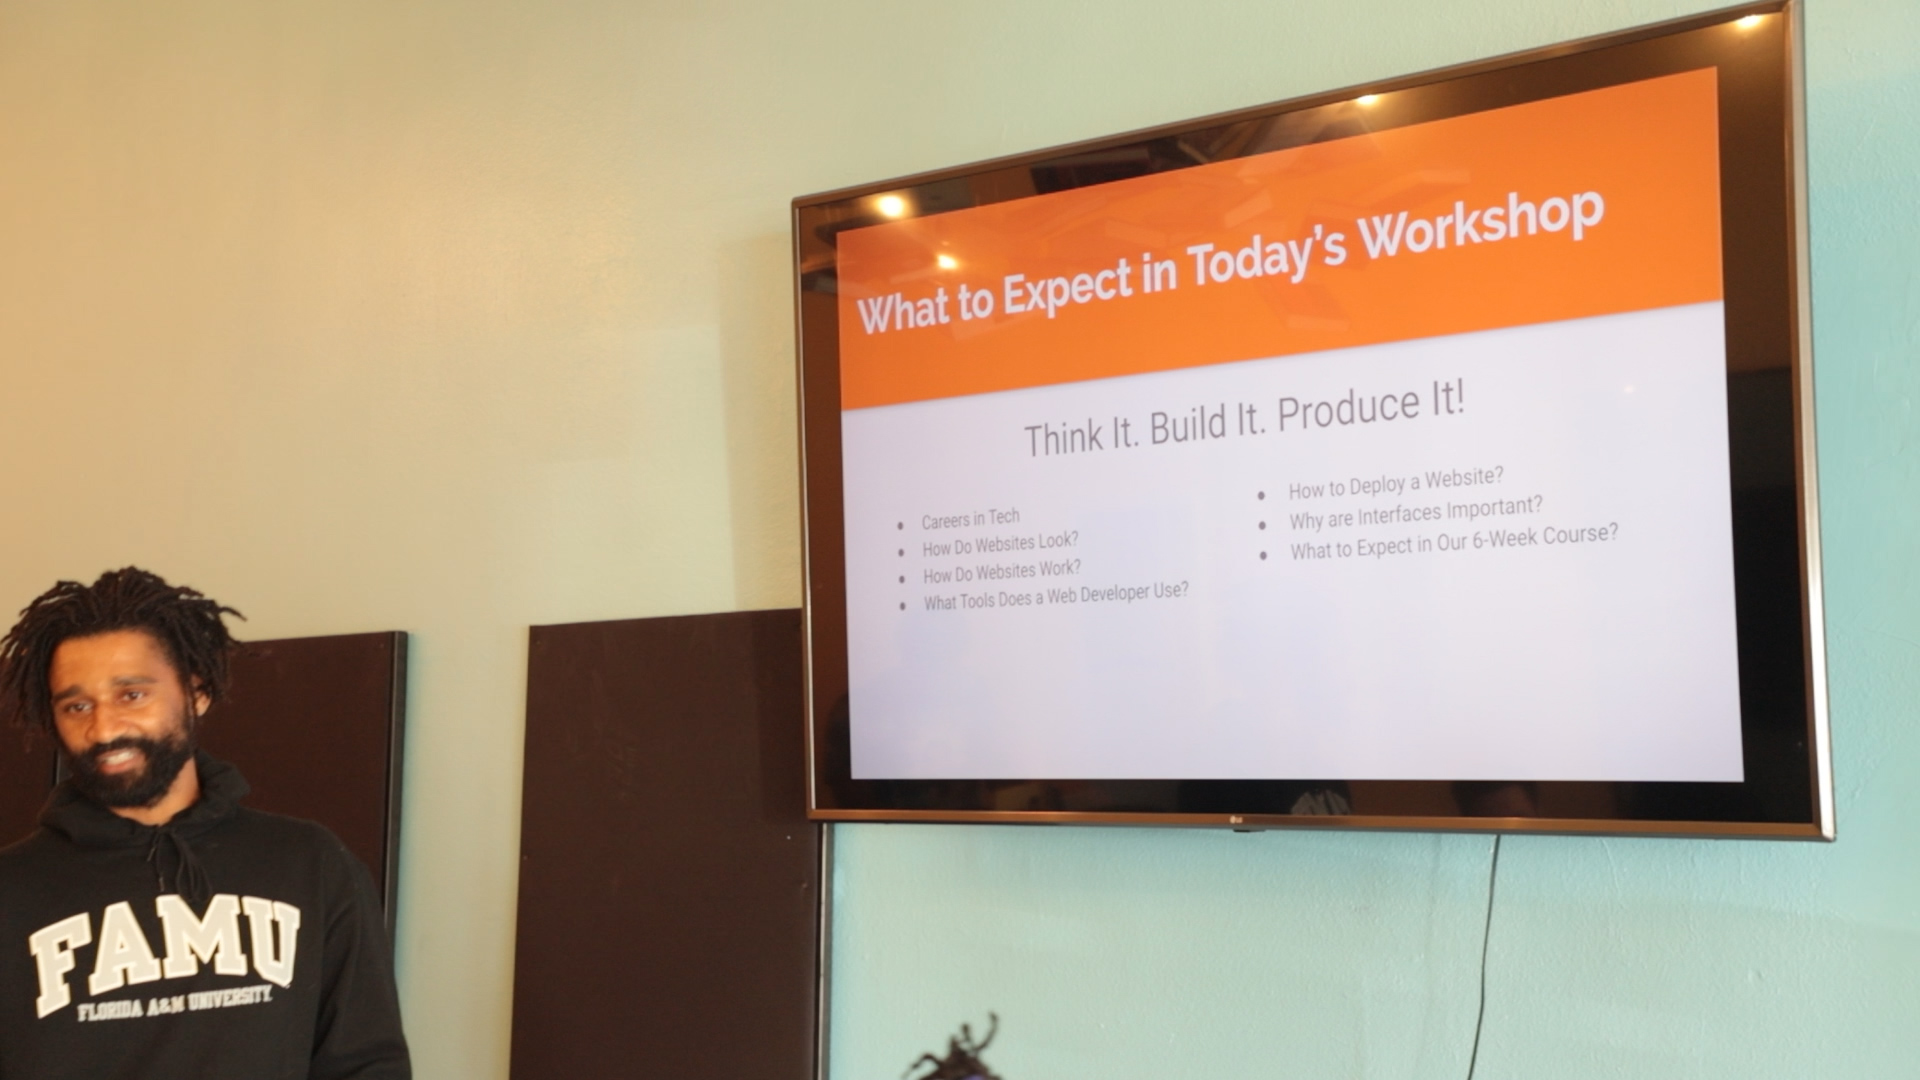 What to Expect in Today's Workshop
Think It. Build It. Produce It!
Careers in Tech
How Do Websites Look?
How Do Websites Work?
What Tools Does a Web Developer Use?
How to Deploy a Website?
Why are Interfaces Important?
What to Expect in Our 6-Week Course?
LG
FAMU
FLORIDA A&M UNIVERSITY